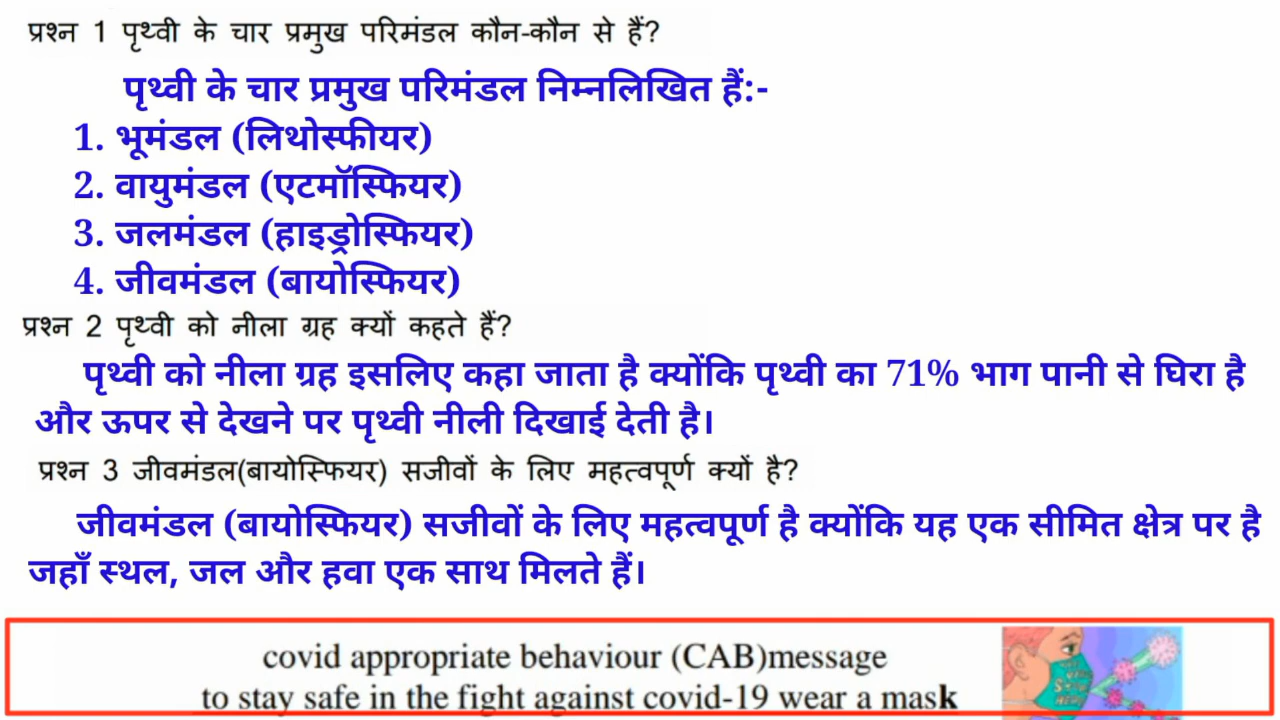 प्रश्न 1 पृथ्वी के चार प्रमुख परिमंडल कौन-कौन से हैं?
पृथ्वी के चार प्रमुख परिमंडल निम्नलिखित हैं:-
1. भूमंडल (लिथोस्फीयर)
2. वायुमंडल (एटमॉस्फियर)
3. जलमंडल (हाइड्रोस्फियर)
4. जीवमंडल (बायोस्फियर)
प्रश्न 2 पृथ्वी को नीला ग्रह क्यों कहते हैं?
पृथ्वी को नीला ग्रह इसलिए कहा जाता है क्योंकि पृथ्वी का 71% भाग पानी से घिरा है
और ऊपर से देखने पर पृथ्वी नीली दिखाई देती है।
प्रश्न 3 जीवमंडल(बायोस्फियर) सजीवों के लिए महत्वपूर्ण क्यों है?
जीवमंडल (बायोस्फियर) सजीवों के लिए महत्वपूर्ण है क्योंकि यह एक सीमित क्षेत्र पर है
जहाँ स्थल, जल और हवा एक साथ मिलते हैं।
covid appropriate behaviour (CAB)message
to stay safe in the fight against covid-19 wear a mask